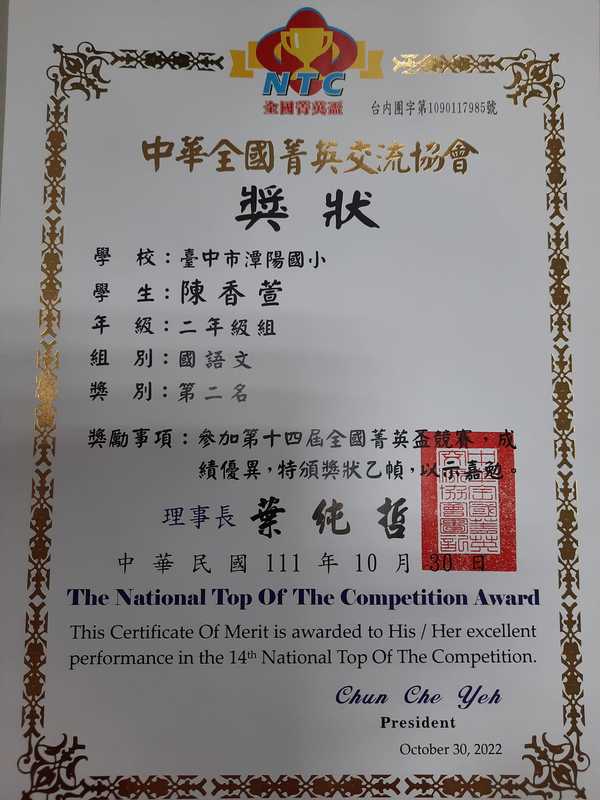 NTC
全國菁英盃
台內團字第1090117985號
中華全國菁英交流協會
獎狀
學校：臺中市潭陽國小
學生：陳香萱
年級：二年級組
組別：國語文
獎別：第二名
獎勵事項：參加第十四屆全國菁英盃競賽，成
績優異，特頒獎狀乙幀，以示嘉勉。
理事長 葉純哲
中華民國111年10月30日
The National Top Of The Competition Award
This Certificate Of Merit is awarded to His / Her excellent
performance in the 14th National Top Of The Competition.
Chun Che Yeh
President
October 30, 2022